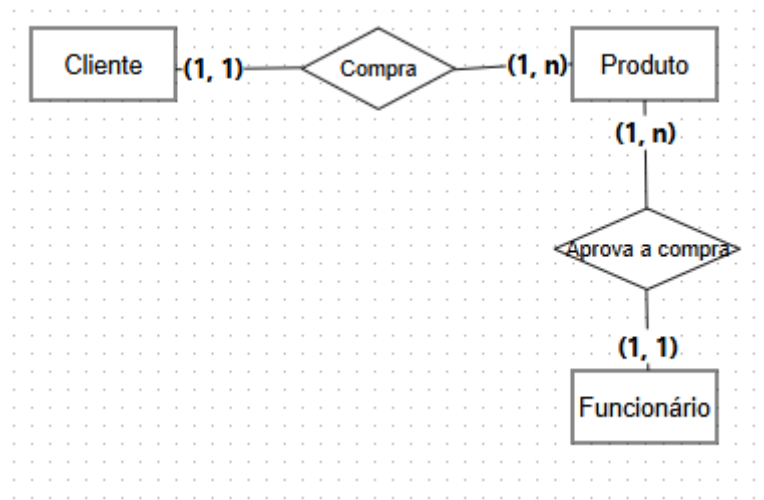 Cliente
(1, 1)
Compra
(1, n)
Produto
(1, n)
Aprova a compra
(1, 1)
Funcionário